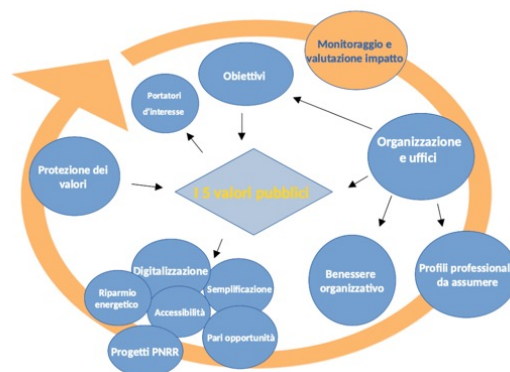 Monitoraggio e
valutazione impatto
Obiettivi
Portatori
d'interesse
Organizzazione
e uffici
Protezione dei
valori
I 5 valori pubblici
Digitalizzazione
Semplificazione
Riparmio
energetico
Accessibilità
Pari opportunità
Progetti PNRR
Benessere
organizzativo
Profili professionali
da assumere